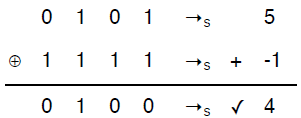 0 1 0 1 →s 5
⊕ 1 1 1 1 →s + -1
0 1 0 0 →s ✓ 4